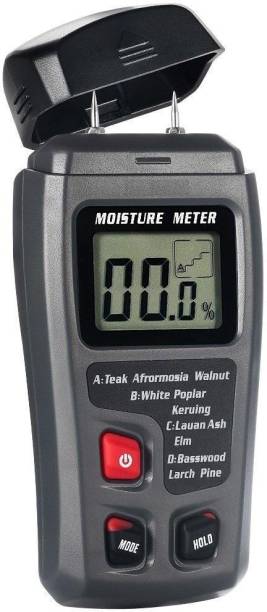 MOISTURE METER
A
00.0%
A:Teak Afrormosia Walnut
B:White Poplar
Keruing
C:Lauan Ash
Elm
D:Basswood
Larch Pine
MODE
HOLD